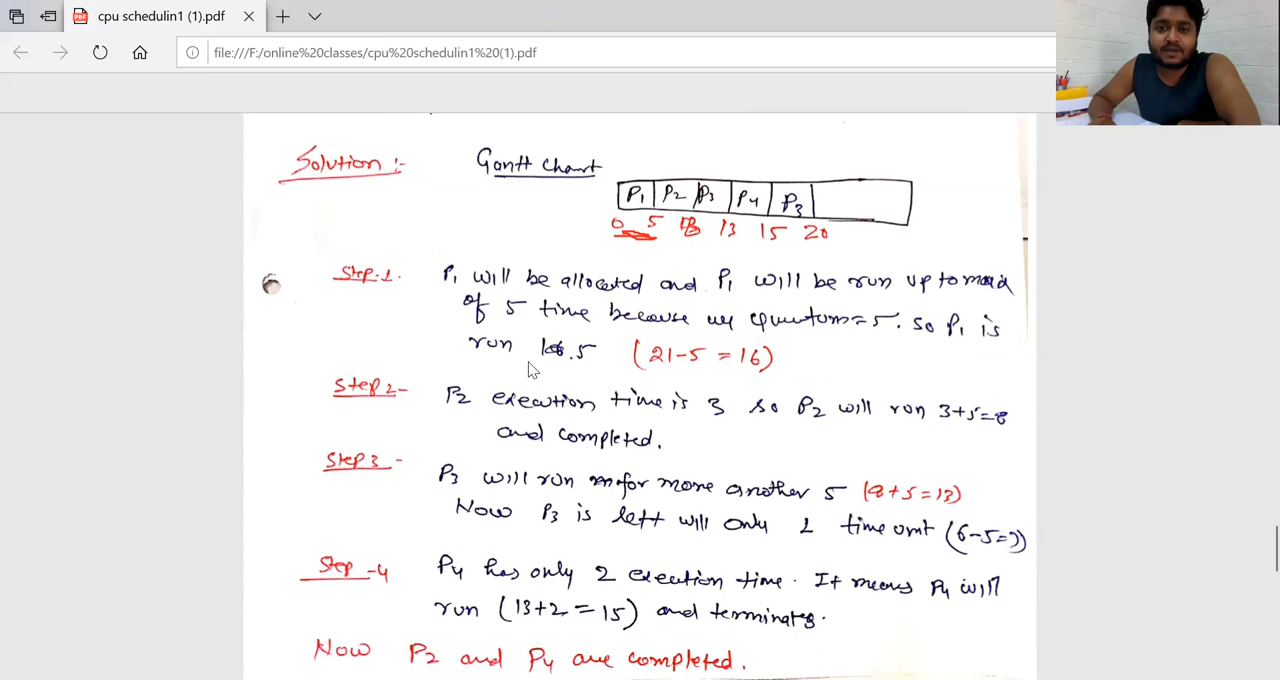 cpu schedulin1 (1).pdf
file:///F:/online%20classes/cpu%20schedulin1%20(1).pdf
Solution :-
Gantt Chart
P1 P2 P3 P4 P3
0 5 8 13 15 20
Step-1. P1 will be allocated and P1 will be run up to
of 5 time because quantum=5. so P1 is
run 5 (21-5=16)
Step 2- P2 execution time is 3 so P2 will run 3+5=8
and completed.
Step 3- P3 will run for more another 5 (8+5=13)
Now P3 is left will only 1 time unit (6-5=1)
Step-4 P4 has only 2 execution time. It means P4 will
run (13+2=15) and terminates.
Now P2 and P4 are completed.